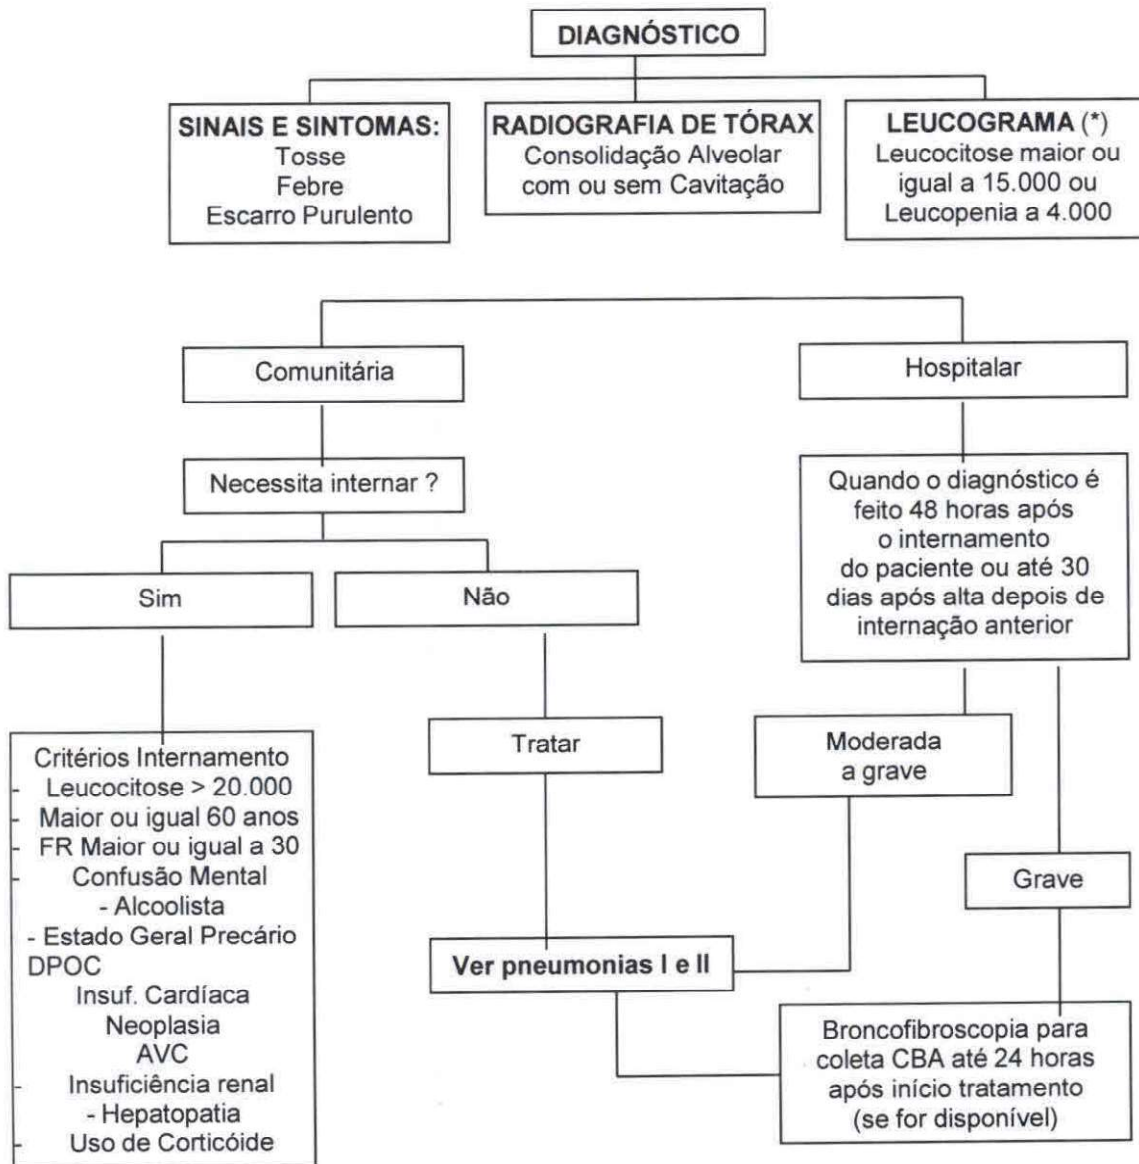 DIAGNÓSTICO
SINAIS E SINTOMAS:
Tosse
Febre
Escarro Purulento
RADIOGRAFIA DE TÓRAX
Consolidação Alveolar
com ou sem Cavitação
LEUCOGRAMA (*)
Leucocitose maior ou
igual a 15.000 ou
Leucopenia a 4.000
Comunitária
Hospitalar
Necessita internar ?
Quando o diagnóstico é
feito 48 horas após
o internamento
do paciente ou até 30
dias após alta depois de
internação anterior
Sim
Não
Critérios Internamento
- Leucocitose > 20.000
- Maior ou igual 60 anos
- FR Maior ou igual a 30
- Confusão Mental
- Alcoolista
- Estado Geral Precário
DPOC
Insuf. Cardíaca
Neoplasia
AVC
- Insuficiência renal
- Hepatopatia
- Uso de Corticóide
Tratar
Moderada
a grave
Grave
Ver pneumonias I e II
Broncofibroscopia para
coleta CBA até 24 horas
após início tratamento
(se for disponível)